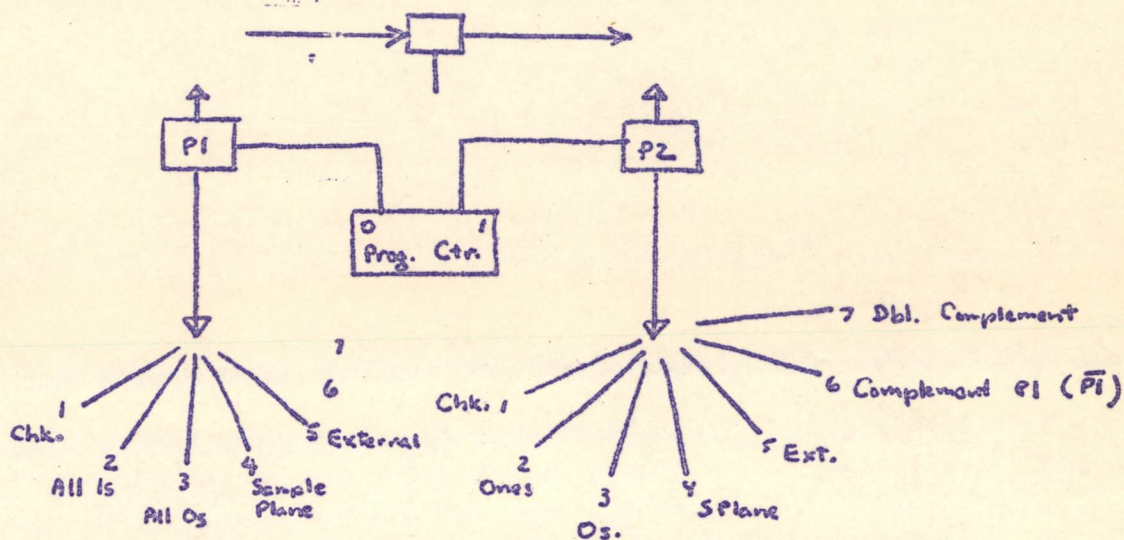 P1
P2
0 1
Prog. Ctr.
7
6
1
Chk.
2
All 1s
3
All 0s
4
Sample
Plane
5 External
7 Dbl. Complement
6 Complement P1 (P̅1̅)
Chk. 1
2
Ones
3
0s.
4
S Plane
5 Ext.